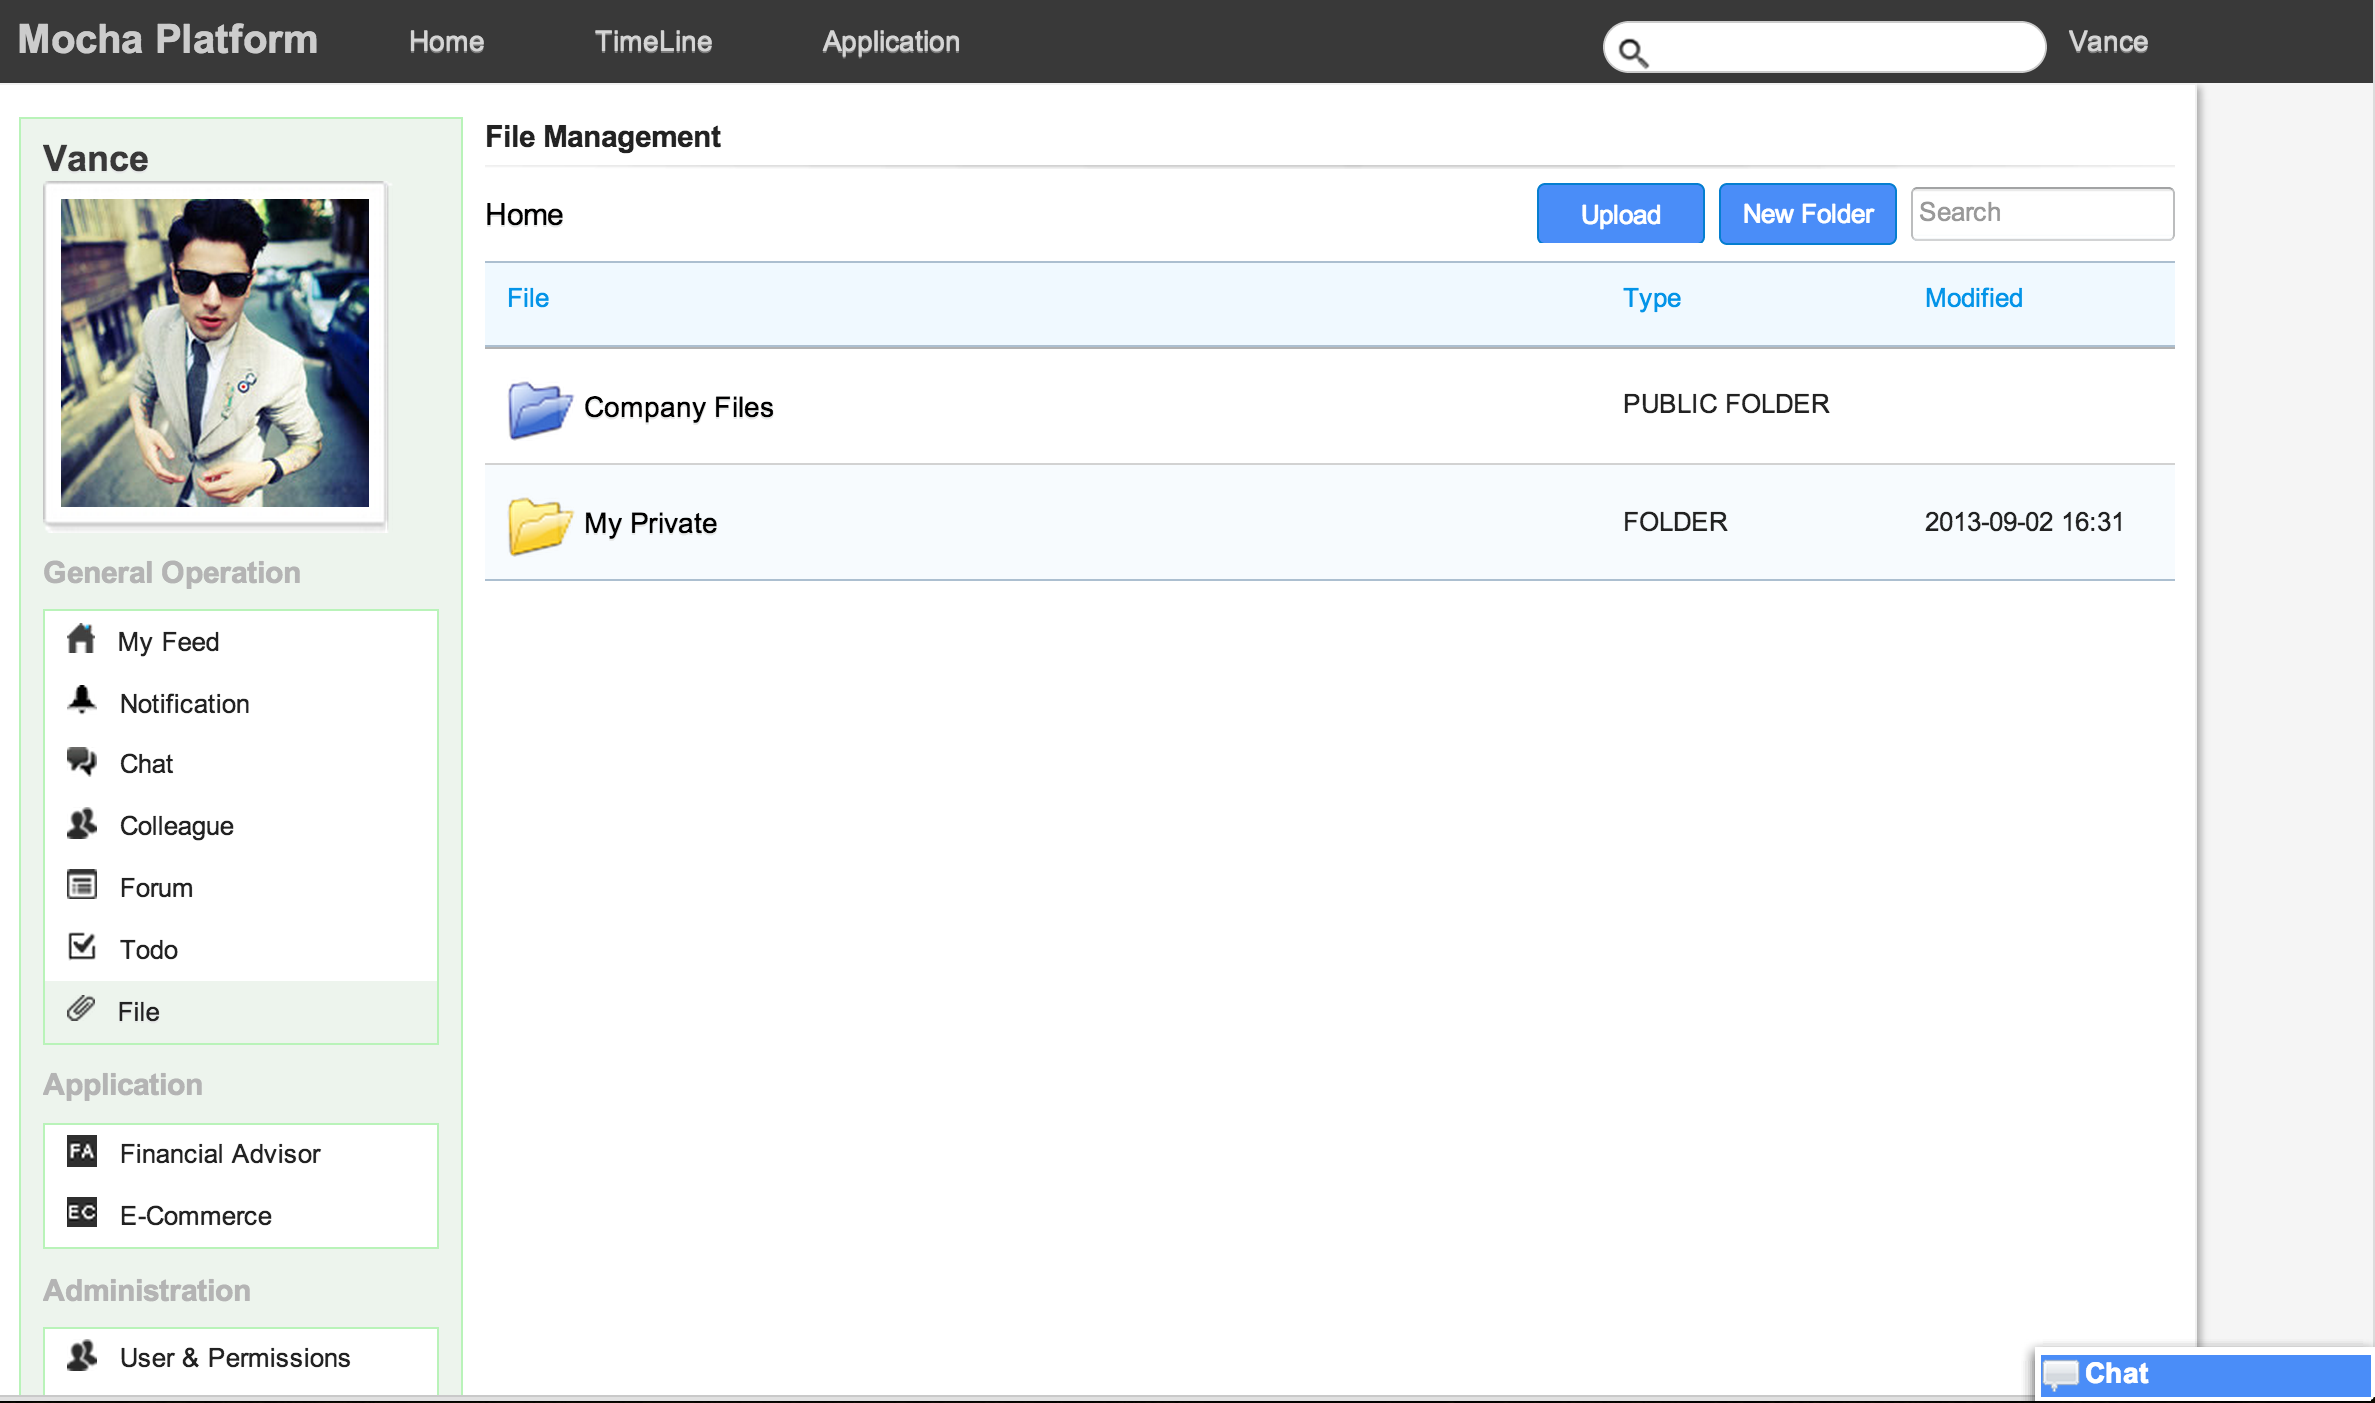 Mocha Platform Home TimeLine Application Vance
Vance
File Management
Home Upload New Folder Search
File Type Modified
Company Files PUBLIC FOLDER
My Private FOLDER 2013-09-02 16:31
General Operation
My Feed
Notification
Chat
Colleague
Forum
Todo
File
Application
FA Financial Advisor
EC E-Commerce
Administration
User & Permissions
Chat